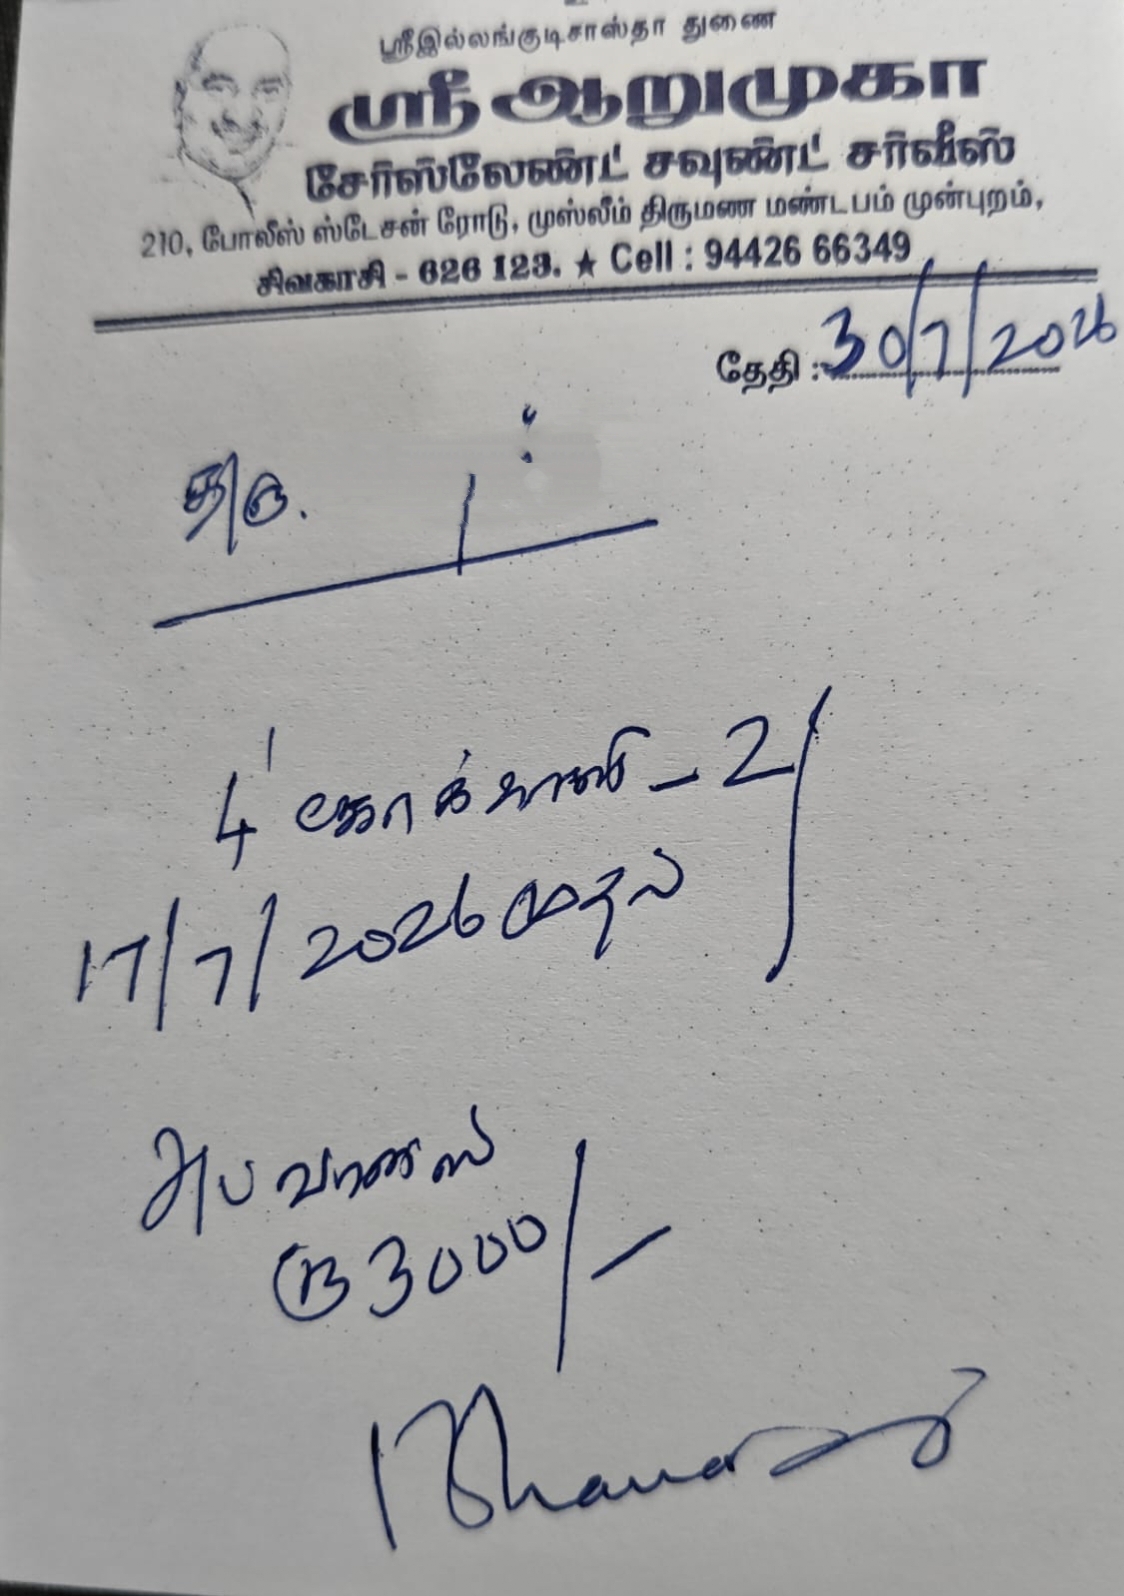 ஸ்ரீஇல்லங்குடிசாஸ்தா துணை
ஸ்ரீ ஆறுமுகா
சேர்ஸ்லேண்ட் சவுண்ட் சர்வீஸ்
210, போலீஸ் ஸ்டேசன் ரோடு, முஸ்லீம் திருமண மண்டபம் முன்புறம்,
சிவகாசி - 626 123. ★ Cell : 94426 66349
தேதி : 30/7/2026
திரு.
4' கோக்காலி - 2
17/7/2026 முதல்
அட்வான்ஸ்
ரூ 3000/-